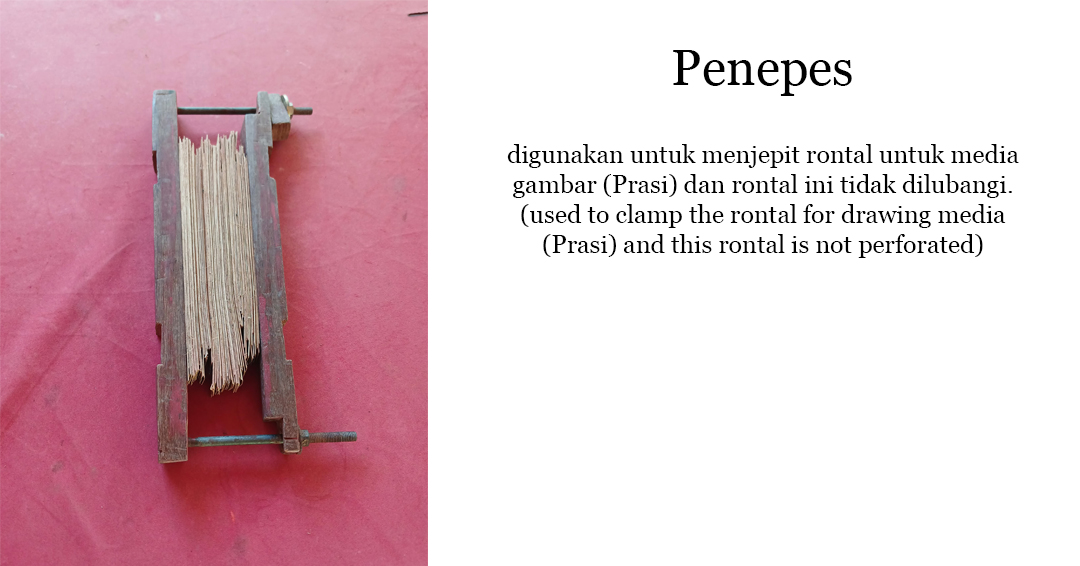 Penepes
digunakan untuk menjepit rontal untuk media
gambar (Prasi) dan rontal ini tidak dilubangi.
(used to clamp the rontal for drawing media
(Prasi) and this rontal is not perforated)